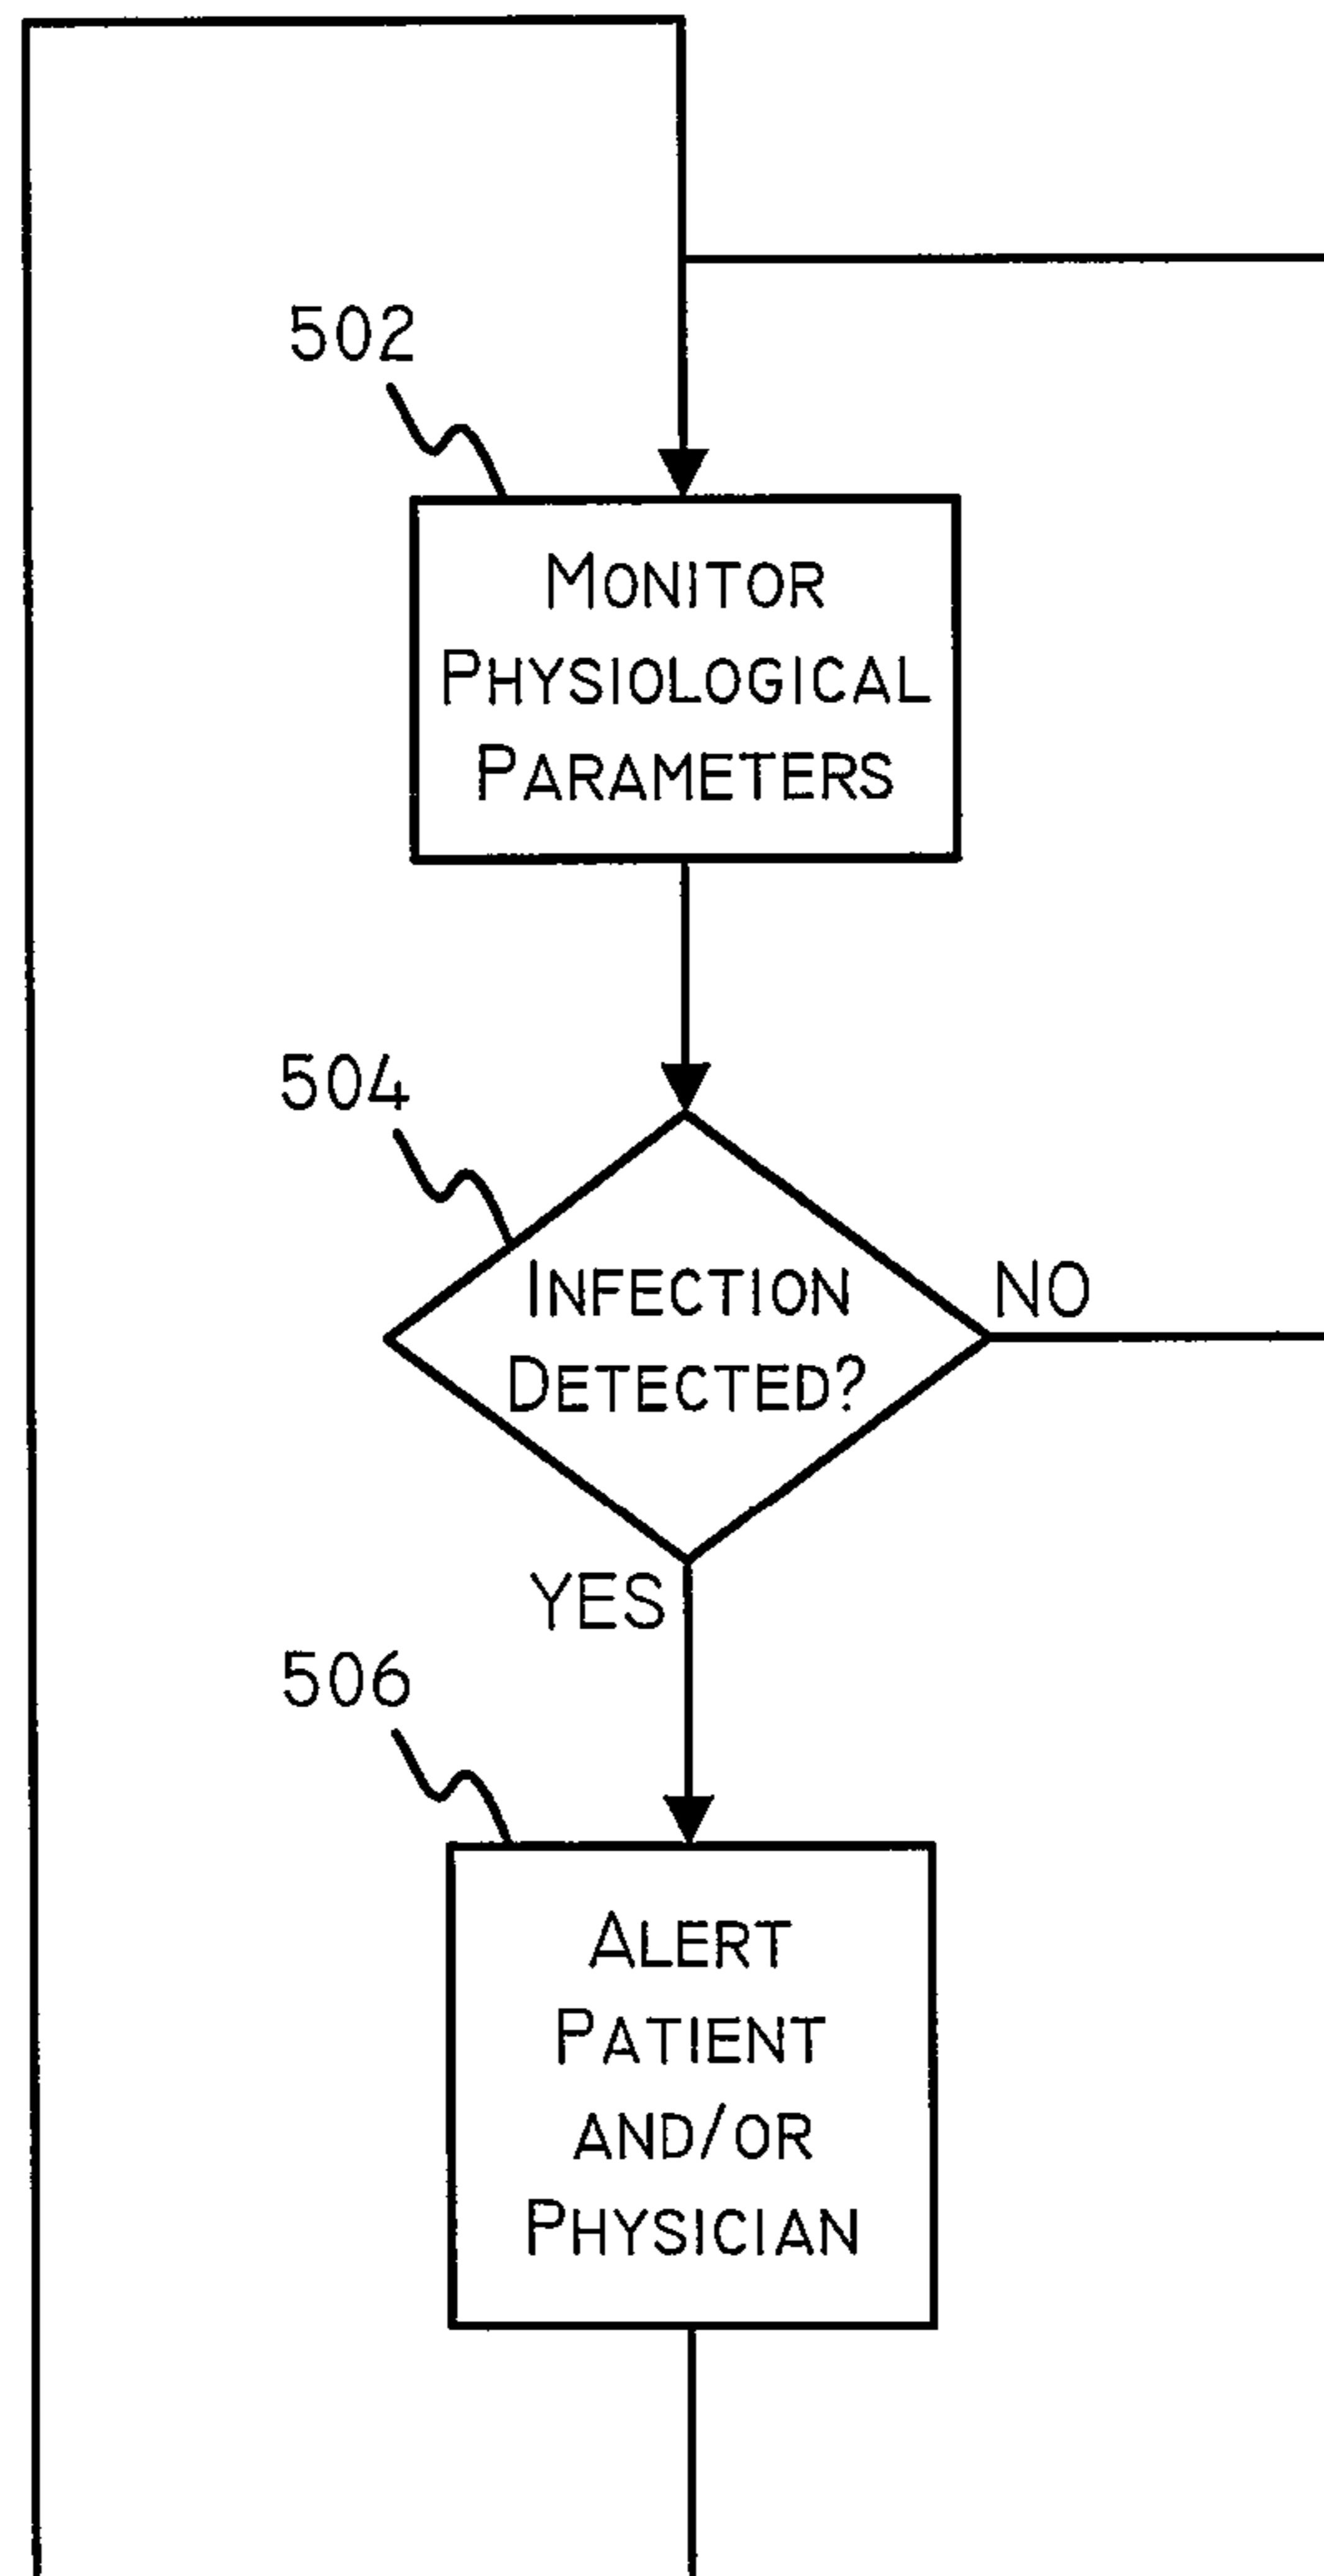 502
MONITOR
PHYSIOLOGICAL
PARAMETERS
504
INFECTION
DETECTED?
NO
YES
506
ALERT
PATIENT
AND/OR
PHYSICIAN